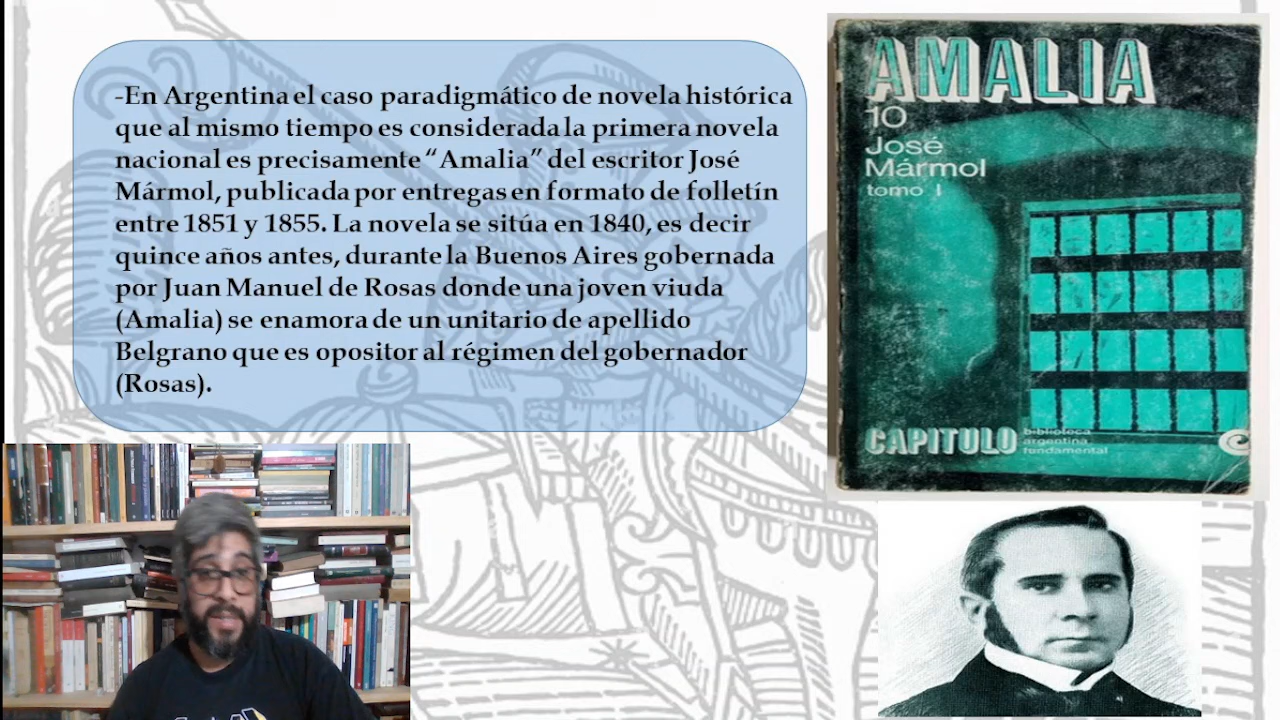 -En Argentina el caso paradigmático de novela histórica
que al mismo tiempo es considerada la primera novela
nacional es precisamente “Amalia” del escritor José
Mármol, publicada por entregas en formato de folletín
entre 1851 y 1855. La novela se sitúa en 1840, es decir
quince años antes, durante la Buenos Aires gobernada
por Juan Manuel de Rosas donde una joven viuda
(Amalia) se enamora de un unitario de apellido
Belgrano que es opositor al régimen del gobernador
(Rosas).
AMALIA
10
José
Mármol
tomo I
CAPITULO
biblioteca
argentina
fundamental